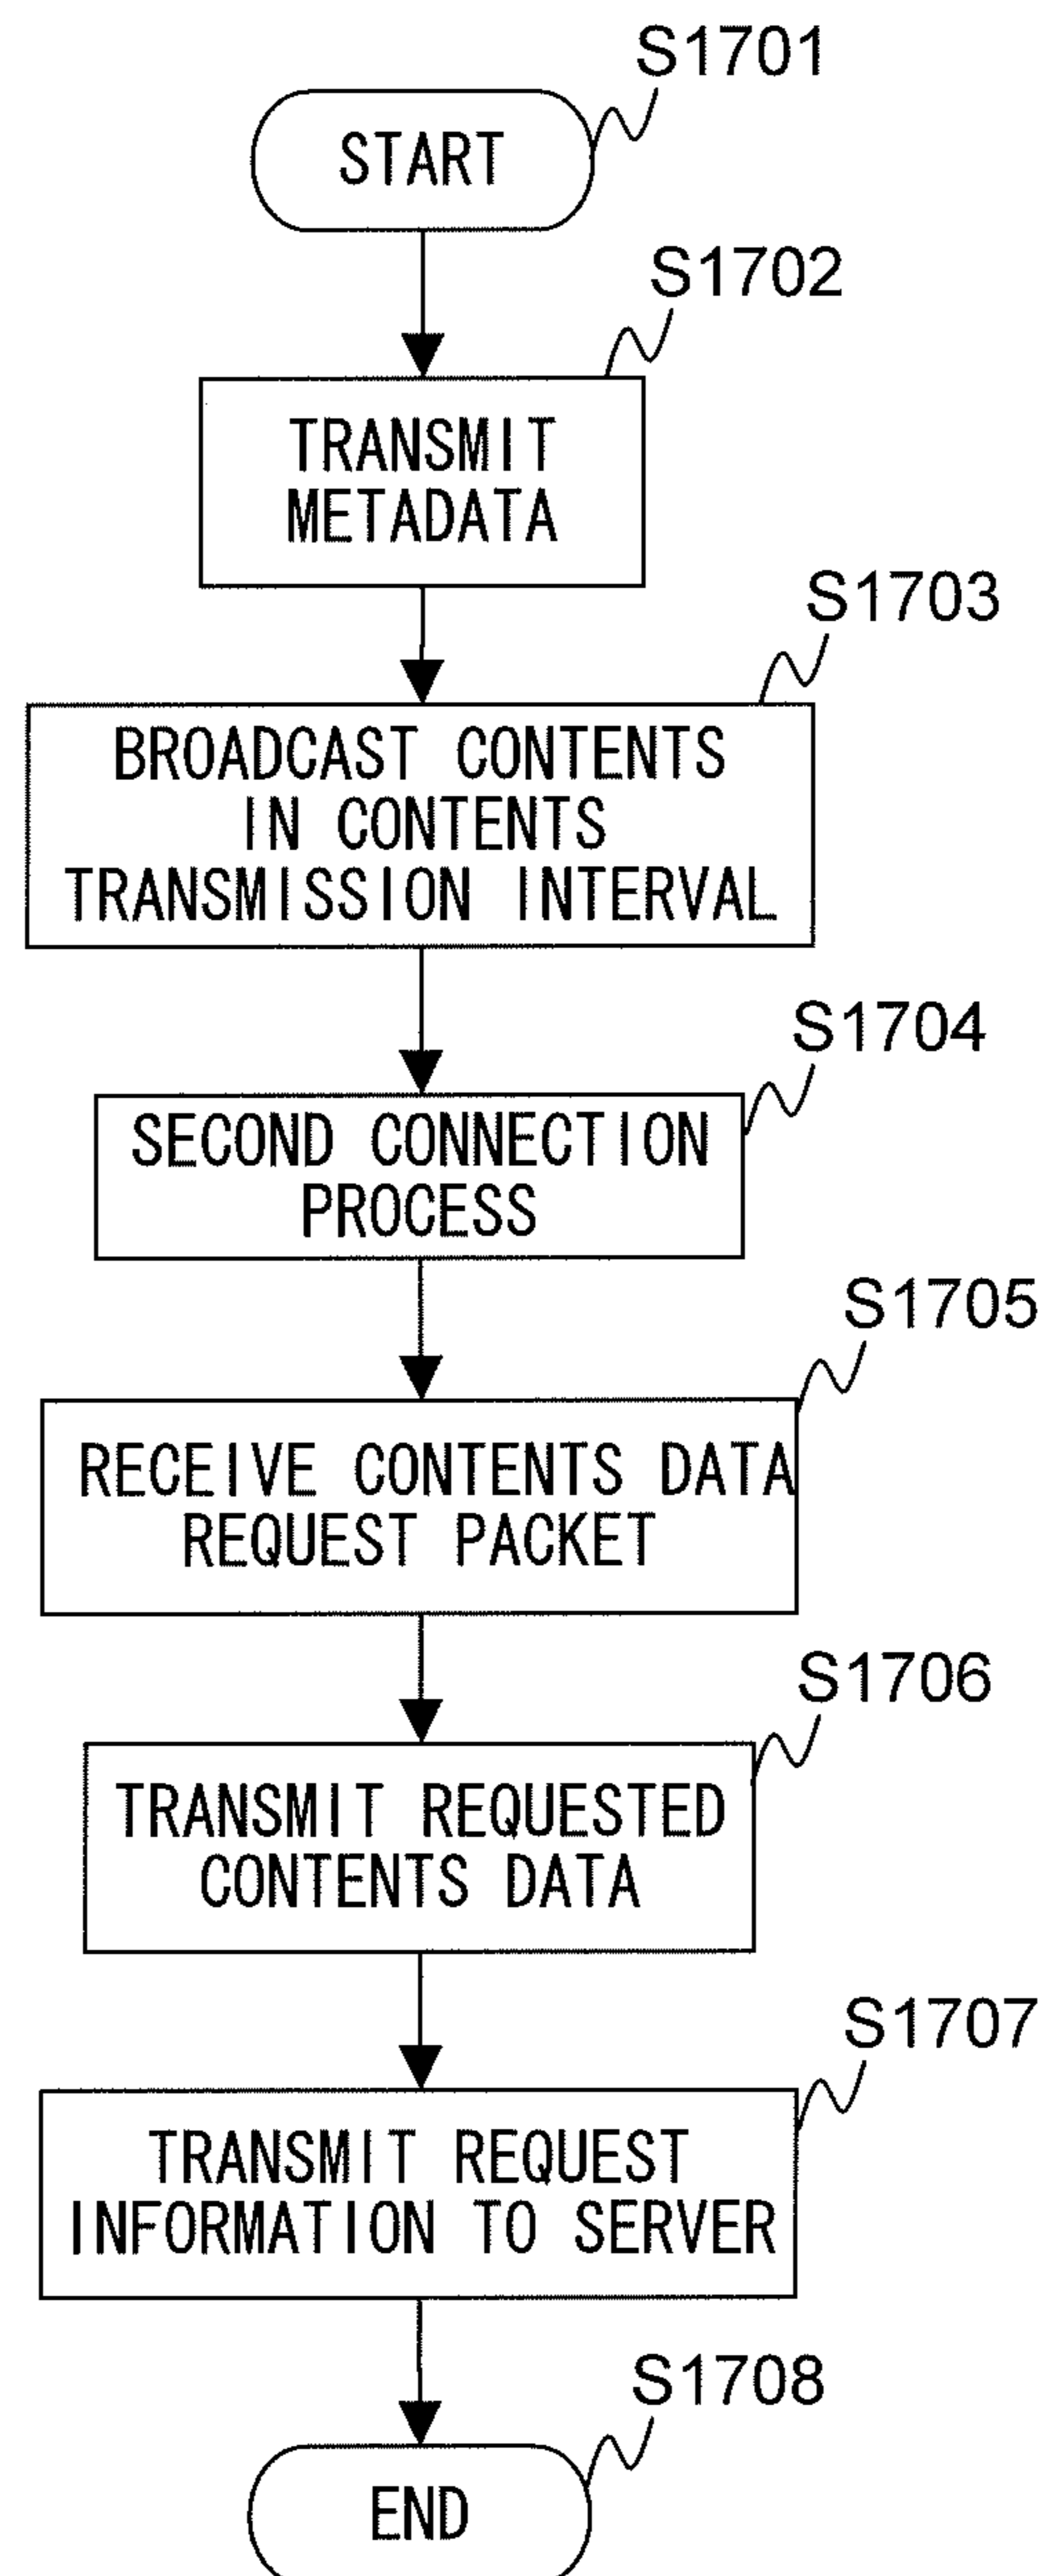 S1701
START
S1702
TRANSMIT
METADATA
S1703
BROADCAST CONTENTS
IN CONTENTS
TRANSMISSION INTERVAL
S1704
SECOND CONNECTION
PROCESS
S1705
RECEIVE CONTENTS DATA
REQUEST PACKET
S1706
TRANSMIT REQUESTED
CONTENTS DATA
S1707
TRANSMIT REQUEST
INFORMATION TO SERVER
S1708
END